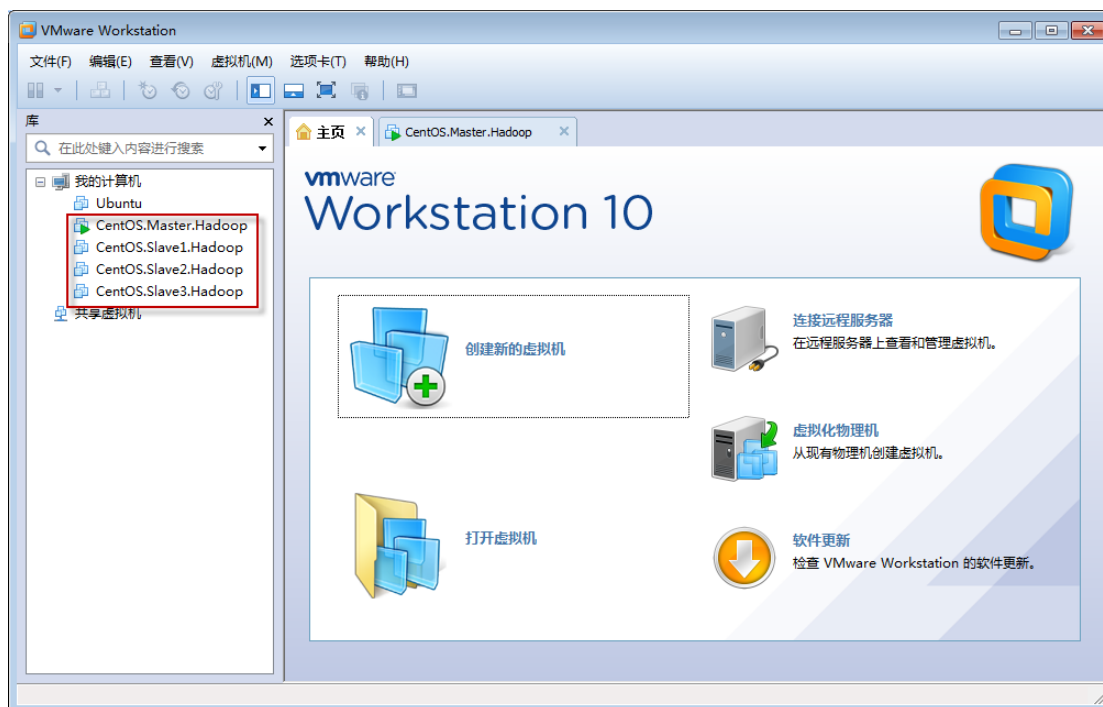 VMware Workstation
文件(F) 编辑(E) 查看(V) 虚拟机(M) 选项卡(T) 帮助(H)
库
在此处键入内容进行搜索
我的计算机
Ubuntu
CentOS.Master.Hadoop
CentOS.Slave1.Hadoop
CentOS.Slave2.Hadoop
CentOS.Slave3.Hadoop
共享虚拟机
主页
CentOS.Master.Hadoop
vmware
Workstation 10
创建新的虚拟机
打开虚拟机
连接远程服务器
在远程服务器上查看和管理虚拟机。
虚拟化物理机
从现有物理机创建虚拟机。
软件更新
检查 VMware Workstation 的软件更新。